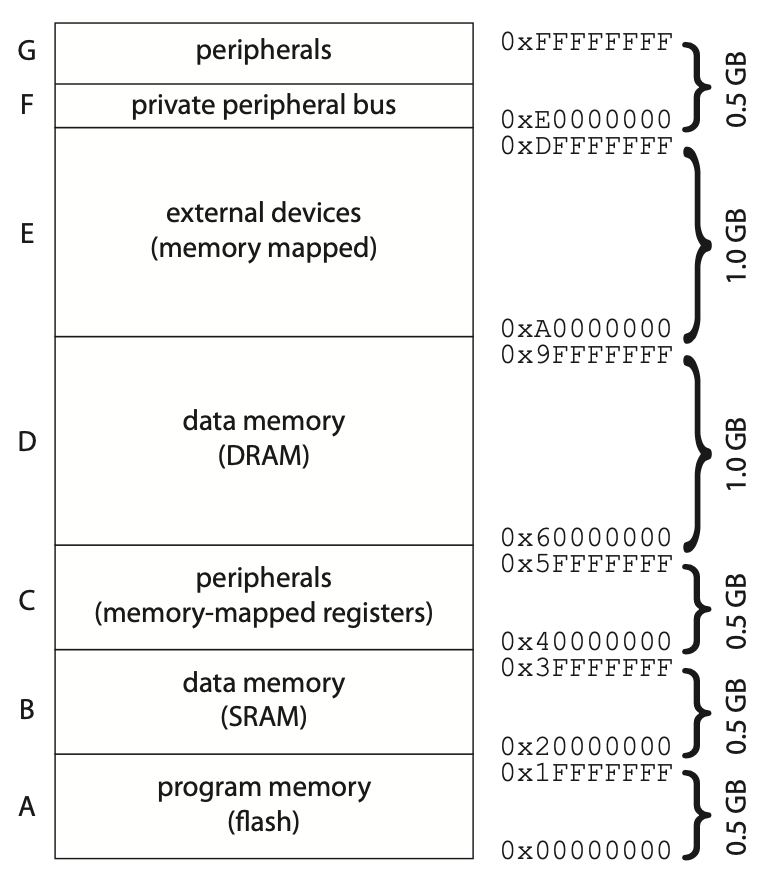 G peripherals 0xFFFFFFFF
F private peripheral bus 0xE0000000 0.5 GB
0xDFFFFFFF
E external devices
(memory mapped) 1.0 GB
0xA0000000
0x9FFFFFFF
D data memory
(DRAM) 1.0 GB
0x60000000
0x5FFFFFFF
C peripherals
(memory-mapped registers) 0.5 GB
0x40000000
0x3FFFFFFF
B data memory
(SRAM) 0.5 GB
0x20000000
0x1FFFFFFF
A program memory
(flash) 0.5 GB
0x00000000